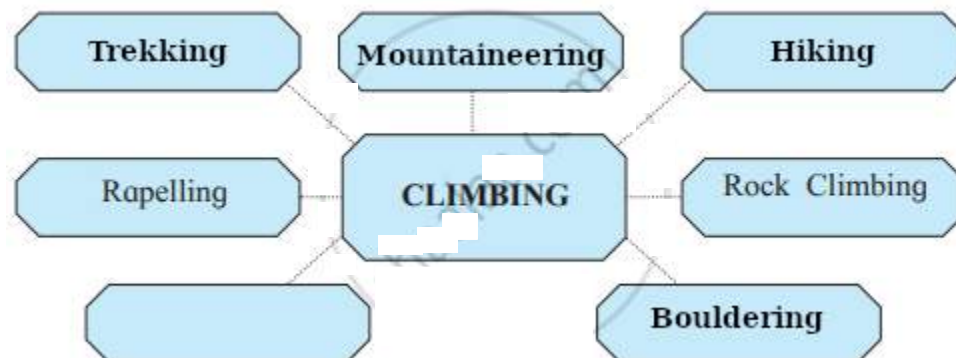 Trekking
Mountaineering
Hiking
Rapelling
CLIMBING
Rock Climbing
Bouldering